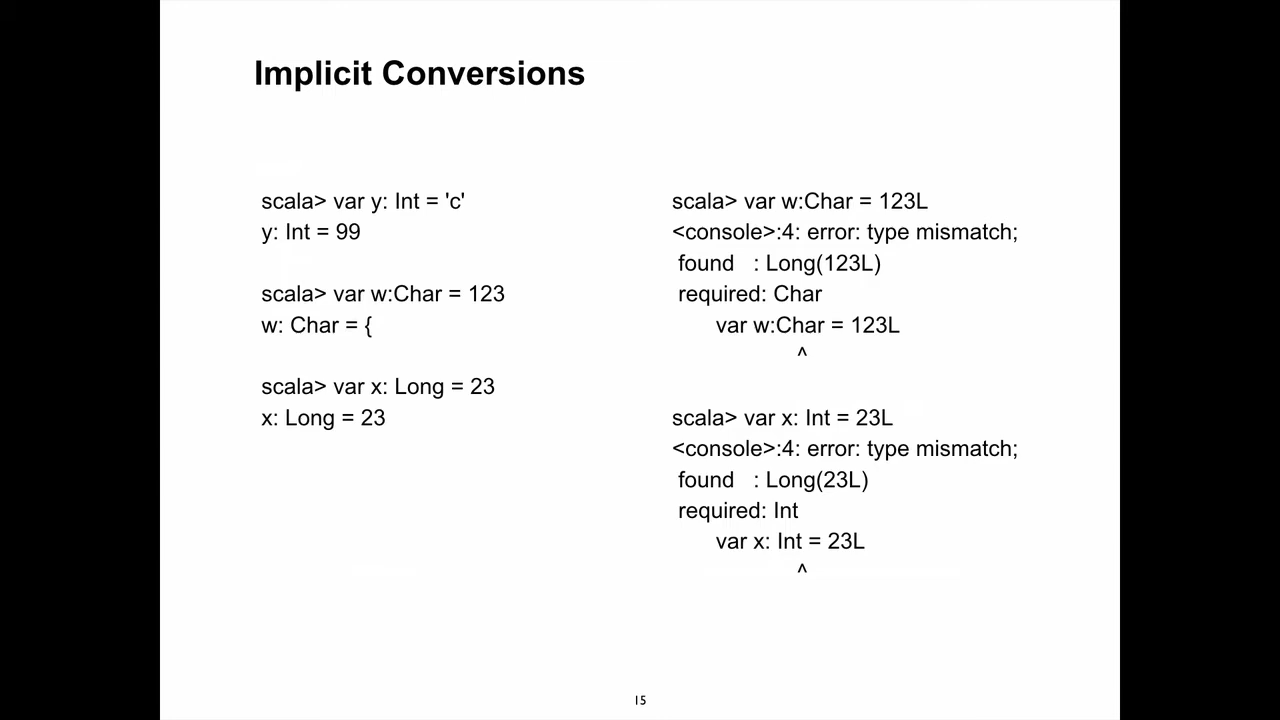 Implicit Conversions
scala> var y: Int = 'c'
y: Int = 99
scala> var w:Char = 123
w: Char = {
scala> var x: Long = 23
x: Long = 23
scala> var w:Char = 123L
<console>:4: error: type mismatch;
found   : Long(123L)
required: Char
var w:Char = 123L
^
scala> var x: Int = 23L
<console>:4: error: type mismatch;
found   : Long(23L)
required: Int
var x: Int = 23L
^
15